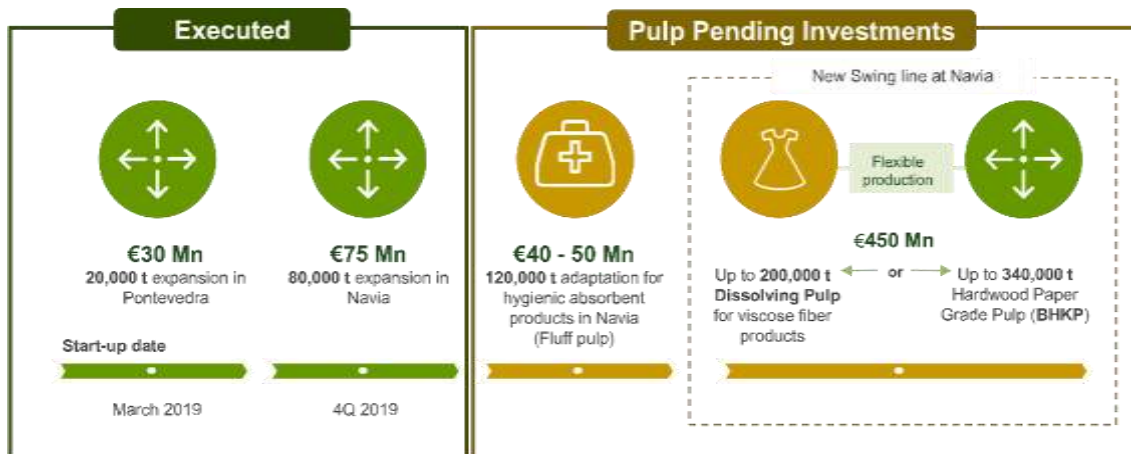 Executed
Pulp Pending Investments
New Swing line at Navia
Flexible
production
€30 Mn
20,000 t expansion in
Pontevedra
€75 Mn
80,000 t expansion in
Navia
€40 - 50 Mn
120,000 t adaptation for
hygienic absorbent
products in Navia
(Fluff pulp)
€450 Mn
or
Up to 200,000 t
Dissolving Pulp
for viscose fiber
products
Up to 340,000 t
Hardwood Paper
Grade Pulp (BHKP)
Start-up date
March 2019
4Q 2019